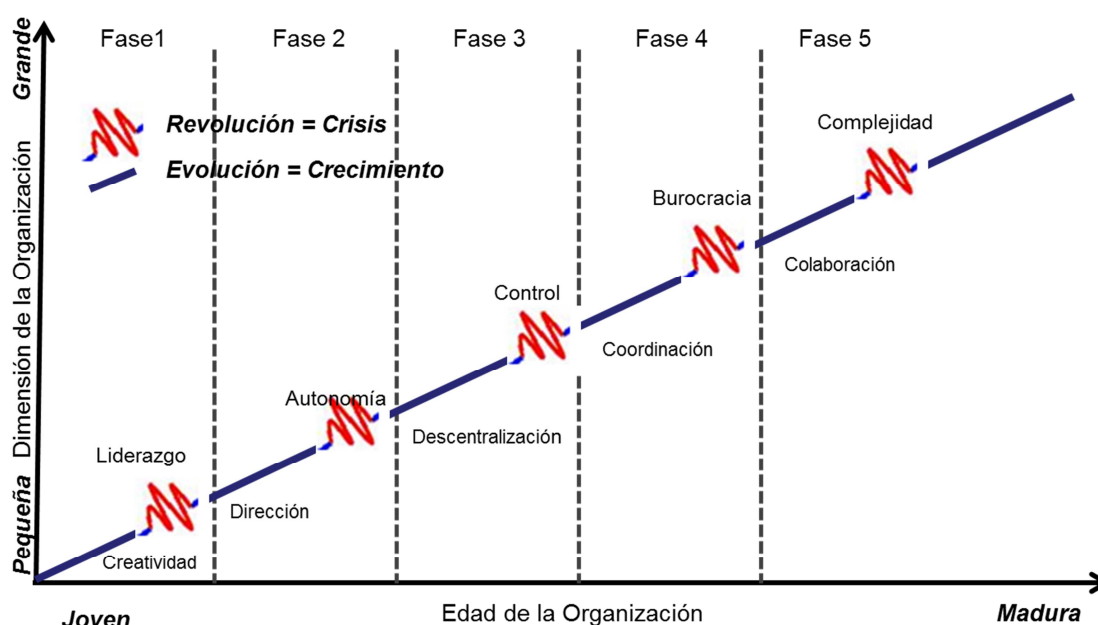 Fase1
Fase 2
Fase 3
Fase 4
Fase 5
Grande
Dimensión de la Organización
Pequeña
Revolución = Crisis
Evolución = Crecimiento
Complejidad
Burocracia
Colaboración
Control
Coordinación
Autonomía
Descentralización
Liderazgo
Dirección
Creatividad
Joven
Edad de la Organización
Madura